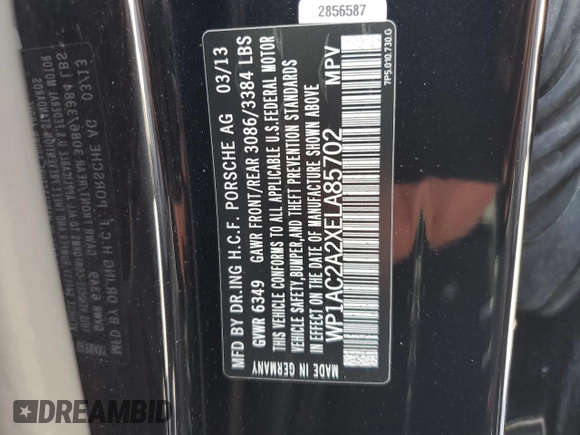 2856587
MFD BY DR.ING H.C.F. PORSCHE AG 03/13
GVWR 6349 GAWR FRONT/REAR 3086/3384 LBS
THIS VEHICLE CONFORMS TO ALL APPLICABLE U.S.FEDERAL MOTOR
VEHICLE SAFETY,BUMPER,AND THEFT PREVENTION STANDARDS
IN EFFECT ON THE DATE OF MANUFACTURE SHOWN ABOVE.
WP1AC2A2XELA85702 MPV
MADE IN GERMANY
7P5.010.730.G
DREAMBID